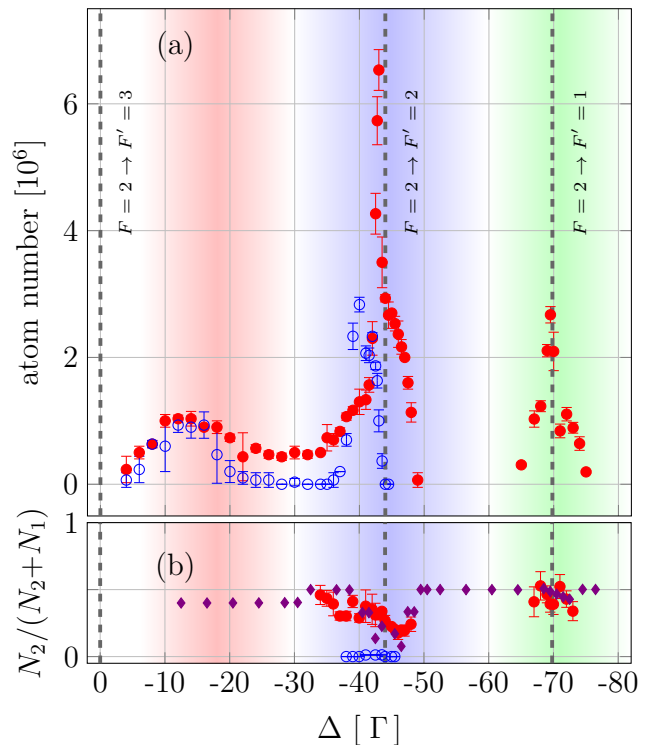 (a)
F = 2 → F′ = 3
F = 2 → F′ = 2
F = 2 → F′ = 1
atom number [10⁶]
6
4
2
0
(b)
N₂/(N₂+N₁)
1
0
0 -10 -20 -30 -40 -50 -60 -70 -80
Δ [ Γ ]